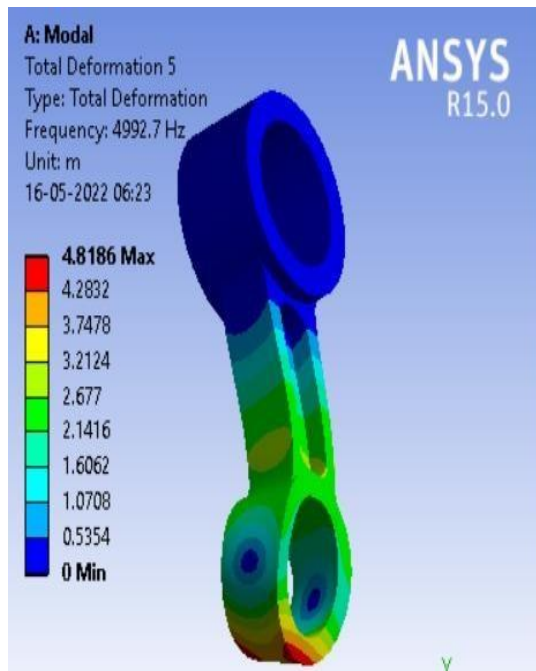 A: Modal
Total Deformation 5
Type: Total Deformation
Frequency: 4992.7 Hz
Unit: m
16-05-2022 06:23
ANSYS
R15.0
4.8186 Max
4.2832
3.7478
3.2124
2.677
2.1416
1.6062
1.0708
0.5354
0 Min
Y